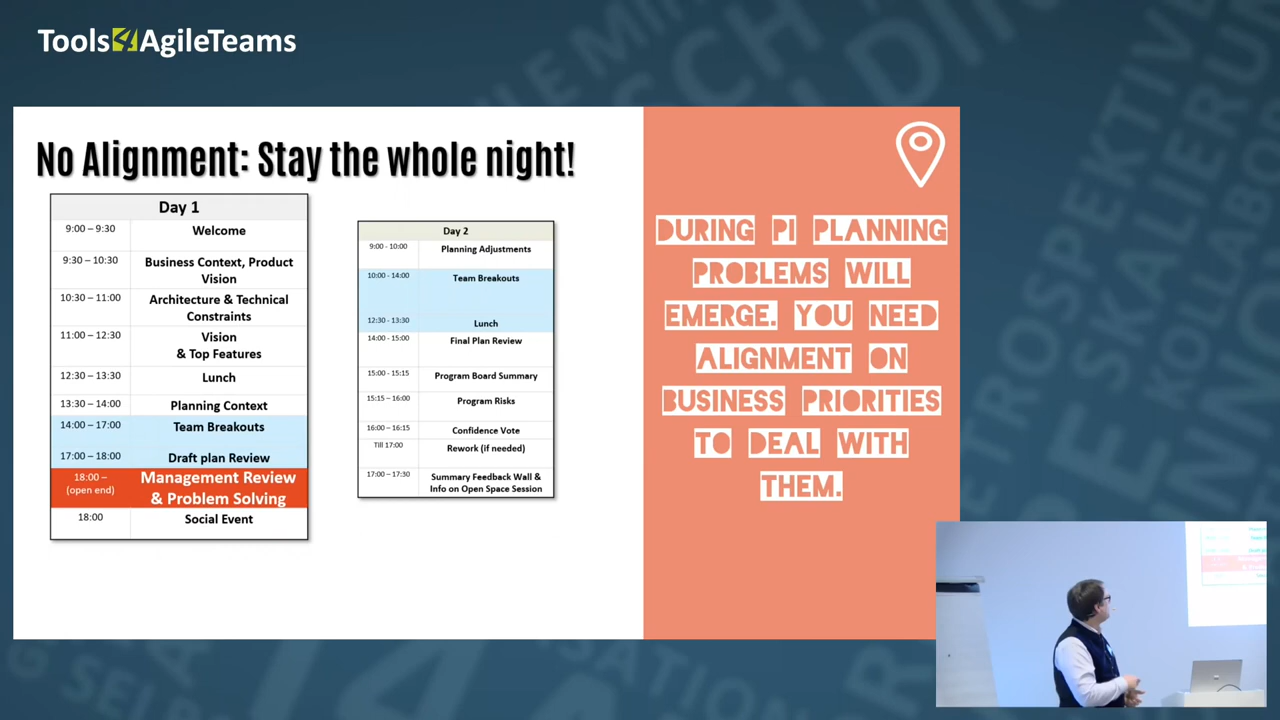 Tools4AgileTeams
No Alignment: Stay the whole night!
Day 1
9:00 – 9:30 Welcome
9:30 – 10:30 Business Context, Product
Vision
10:30 – 11:00 Architecture & Technical
Constraints
11:00 – 12:30 Vision
& Top Features
12:30 – 13:30 Lunch
13:30 – 14:00 Planning Context
14:00 – 17:00 Team Breakouts
17:00 – 18:00 Draft plan Review
18:00 – Management Review
(open end) & Problem Solving
18:00 Social Event
Day 2
9:00 - 10:00 Planning Adjustments
10:00 - 14:00 Team Breakouts
12:30 - 13:30 Lunch
14:00 - 15:00 Final Plan Review
15:00 - 15:15 Program Board Summary
15:15 – 16:00 Program Risks
16:00 – 16:15 Confidence Vote
Till 17:00 Rework (if needed)
17:00 – 17:30 Summary Feedback Wall &
Info on Open Space Session
DURING PI PLANNING
PROBLEMS WILL
EMERGE. YOU NEED
ALIGNMENT ON
BUSINESS PRIORITIES
TO DEAL WITH
THEM.